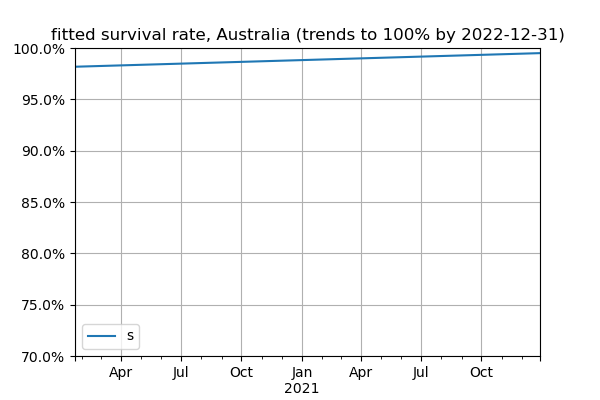 fitted survival rate, Australia (trends to 100% by 2022-12-31)
100.0%
95.0%
90.0%
85.0%
80.0%
75.0%
70.0%
s
Apr Jul Oct Jan Apr Jul Oct
2021